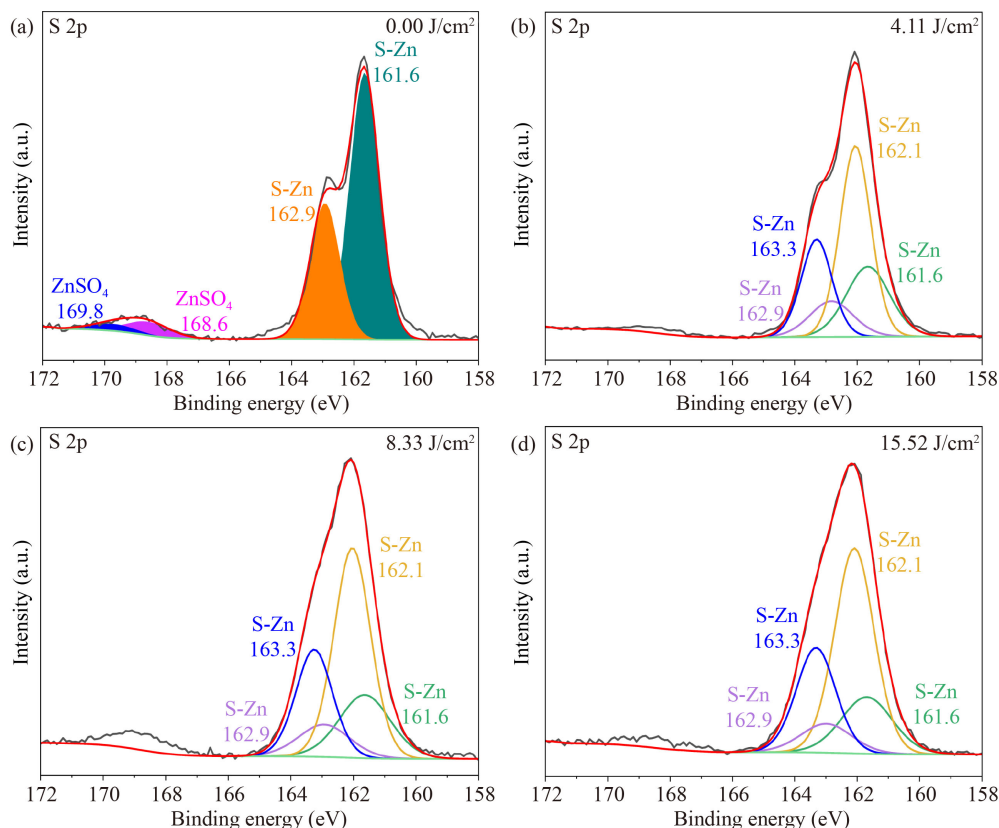 (a) S 2p 0.00 J/cm²
S-Zn
161.6
S-Zn
162.9
ZnSO₄
169.8
ZnSO₄
168.6
Intensity (a.u.)
172 170 168 166 164 162 160 158
Binding energy (eV)
(b) S 2p 4.11 J/cm²
S-Zn
162.1
S-Zn
163.3
S-Zn
161.6
S-Zn
162.9
Intensity (a.u.)
172 170 168 166 164 162 160 158
Binding energy (eV)
(c) S 2p 8.33 J/cm²
S-Zn
162.1
S-Zn
163.3
S-Zn
162.9
S-Zn
161.6
Intensity (a.u.)
172 170 168 166 164 162 160 158
Binding energy (eV)
(d) S 2p 15.52 J/cm²
S-Zn
162.1
S-Zn
163.3
S-Zn
162.9
S-Zn
161.6
Intensity (a.u.)
172 170 168 166 164 162 160 158
Binding energy (eV)